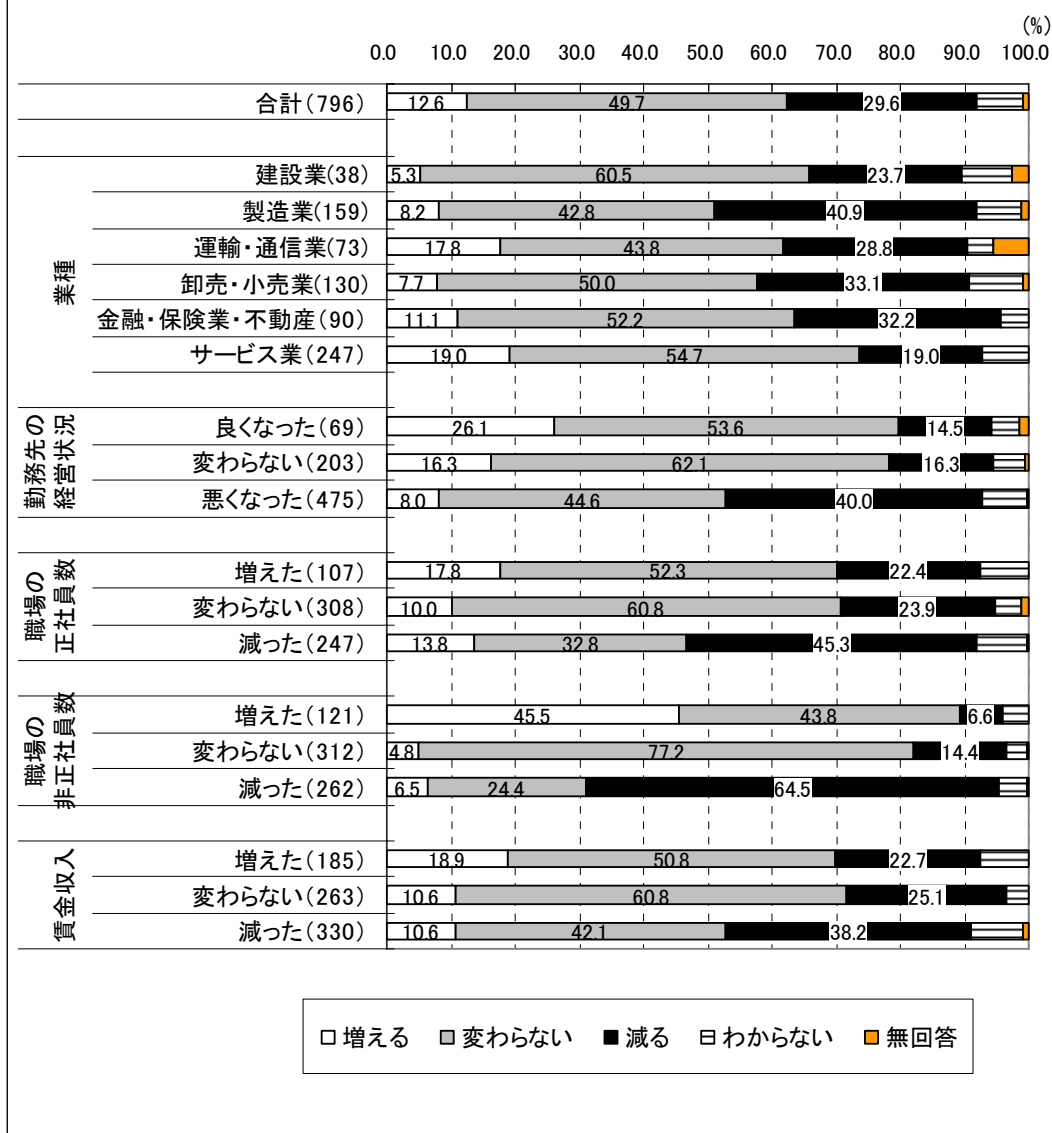 (%)
0.0 10.0 20.0 30.0 40.0 50.0 60.0 70.0 80.0 90.0 100.0
合計(796) 12.6 49.7 29.6
業種
建設業(38) 5.3 60.5 23.7
製造業(159) 8.2 42.8 40.9
運輸・通信業(73) 17.8 43.8 28.8
卸売・小売業(130) 7.7 50.0 33.1
金融・保険業・不動産(90) 11.1 52.2 32.2
サービス業(247) 19.0 54.7 19.0
勤務先の
経営状況
良くなった(69) 26.1 53.6 14.5
変わらない(203) 16.3 62.1 16.3
悪くなった(475) 8.0 44.6 40.0
職場の
正社員数
増えた(107) 17.8 52.3 22.4
変わらない(308) 10.0 60.8 23.9
減った(247) 13.8 32.8 45.3
職場の
非正社員数
増えた(121) 45.5 43.8 6.6
変わらない(312) 4.8 77.2 14.4
減った(262) 6.5 24.4 64.5
賃金収入
増えた(185) 18.9 50.8 22.7
変わらない(263) 10.6 60.8 25.1
減った(330) 10.6 42.1 38.2
増える 変わらない 減る わからない 無回答